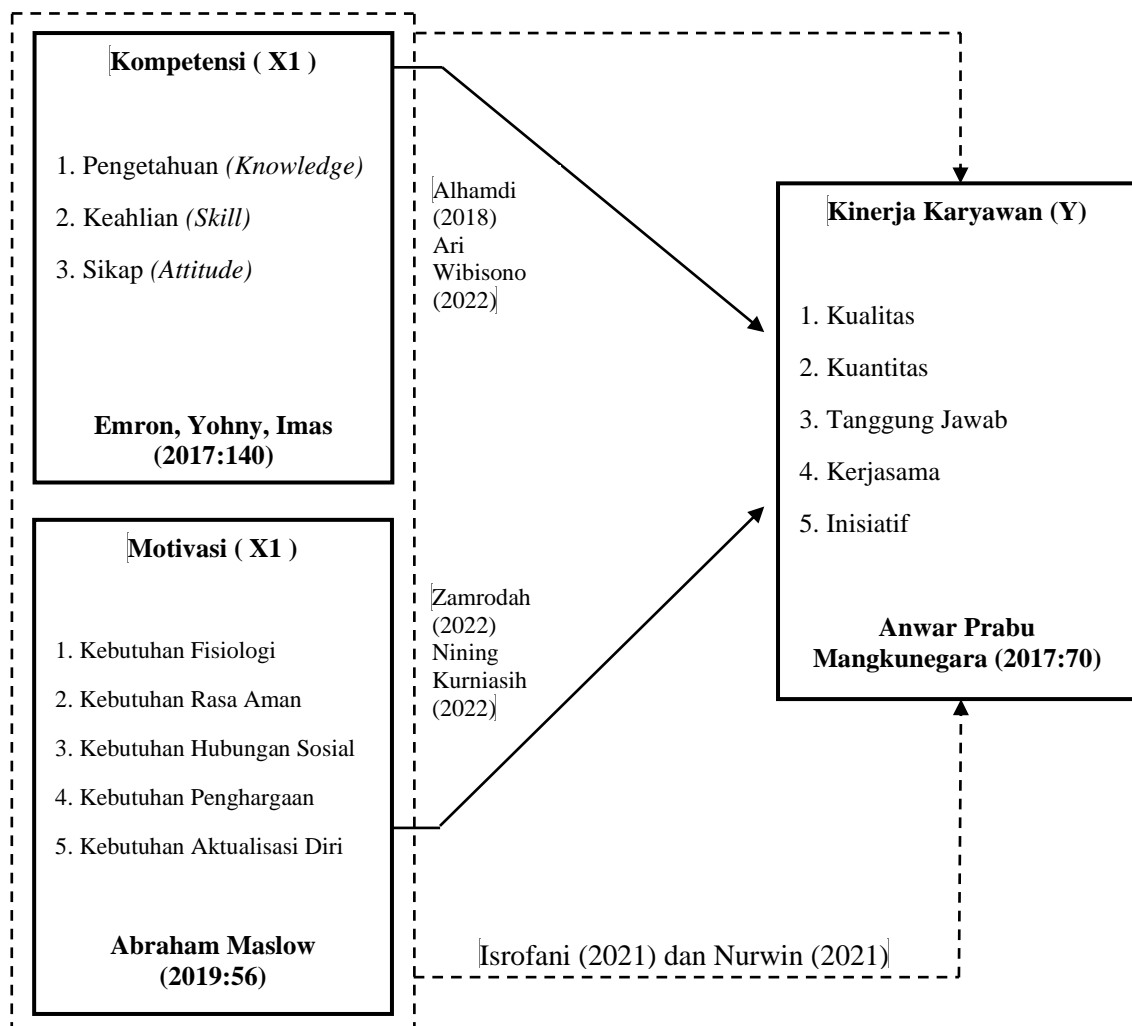 Kompetensi ( X1 )
1. Pengetahuan (Knowledge)
2. Keahlian (Skill)
3. Sikap (Attitude)
Emron, Yohny, Imas
(2017:140)
Motivasi ( X1 )
1. Kebutuhan Fisiologi
2. Kebutuhan Rasa Aman
3. Kebutuhan Hubungan Sosial
4. Kebutuhan Penghargaan
5. Kebutuhan Aktualisasi Diri
Abraham Maslow
(2019:56)
Alhamdi
(2018)
Ari
Wibisono
(2022)
Zamrodah
(2022)
Nining
Kurniasih
(2022)
Isrofani (2021) dan Nurwin (2021)
Kinerja Karyawan (Y)
1. Kualitas
2. Kuantitas
3. Tanggung Jawab
4. Kerjasama
5. Inisiatif
Anwar Prabu
Mangkunegara (2017:70)